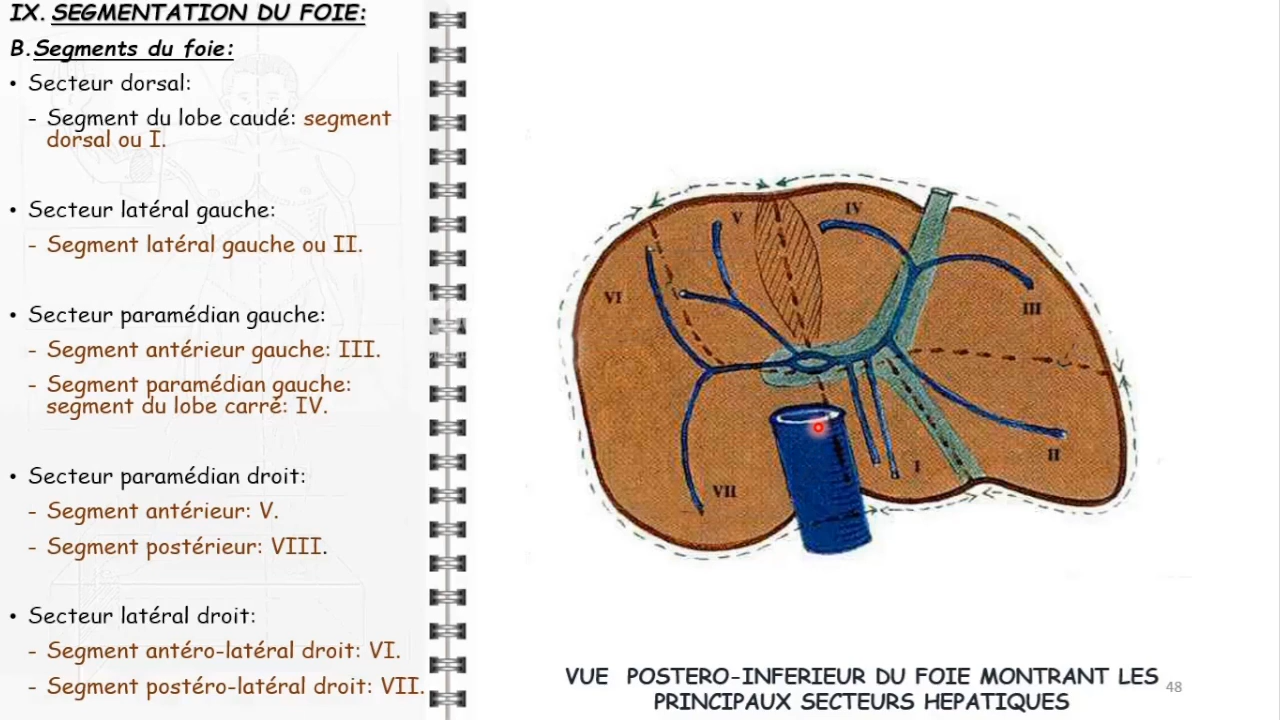 IX. SEGMENTATION DU FOIE:
B.Segments du foie:
• Secteur dorsal:
- Segment du lobe caudé: segment
dorsal ou I.
• Secteur latéral gauche:
- Segment latéral gauche ou II.
• Secteur paramédian gauche:
- Segment antérieur gauche: III.
- Segment paramédian gauche:
segment du lobe carré: IV.
• Secteur paramédian droit:
- Segment antérieur: V.
- Segment postérieur: VIII.
• Secteur latéral droit:
- Segment antéro-latéral droit: VI.
- Segment postéro-latéral droit: VII.
V
IV
VI
III
II
I
VII
VUE POSTERO-INFERIEUR DU FOIE MONTRANT LES
PRINCIPAUX SECTEURS HEPATIQUES
48